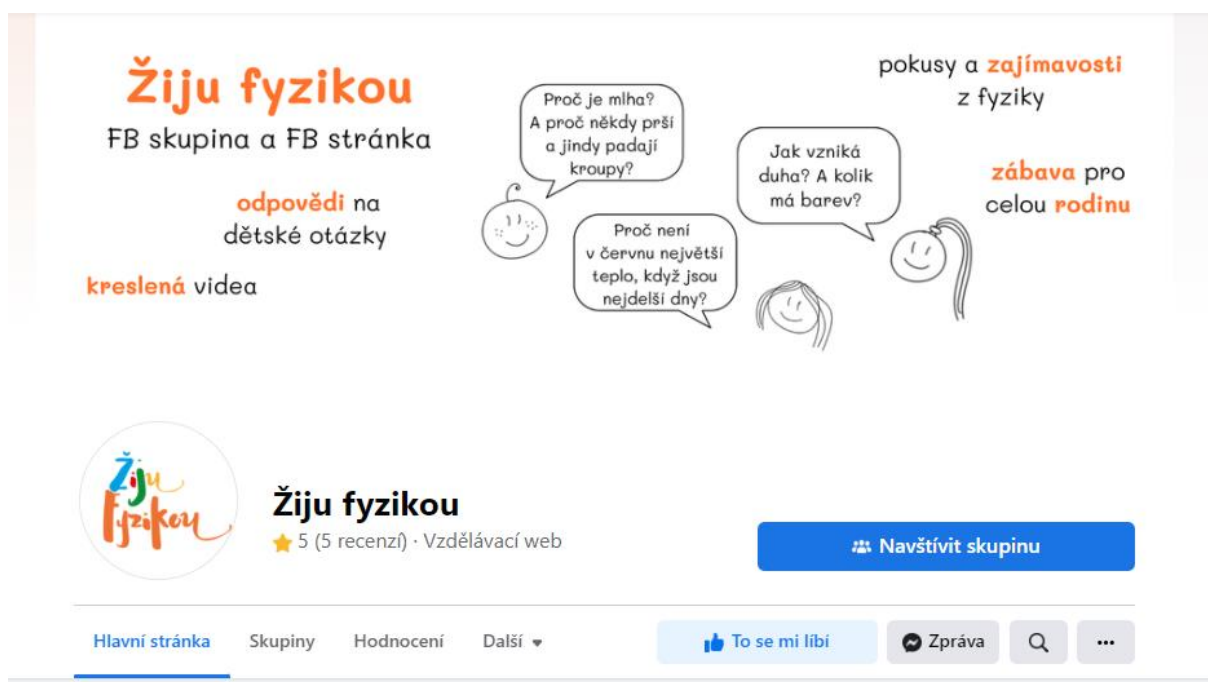 Žiju fyzikou
FB skupina a FB stránka
odpovědi na
dětské otázky
kreslená videa
Proč je mlha?
A proč někdy prší
a jindy padají
kroupy?
Proč není
v červnu největší
teplo, když jsou
nejdelší dny?
Jak vzniká
duha? A kolik
má barev?
pokusy a zajímavosti
z fyziky
zábava pro
celou rodinu
Žiju
fyzikou
Žiju fyzikou
5 (5 recenzí) · Vzdělávací web
Navštívit skupinu
Hlavní stránka
Skupiny
Hodnocení
Další
To se mi líbí
Zpráva